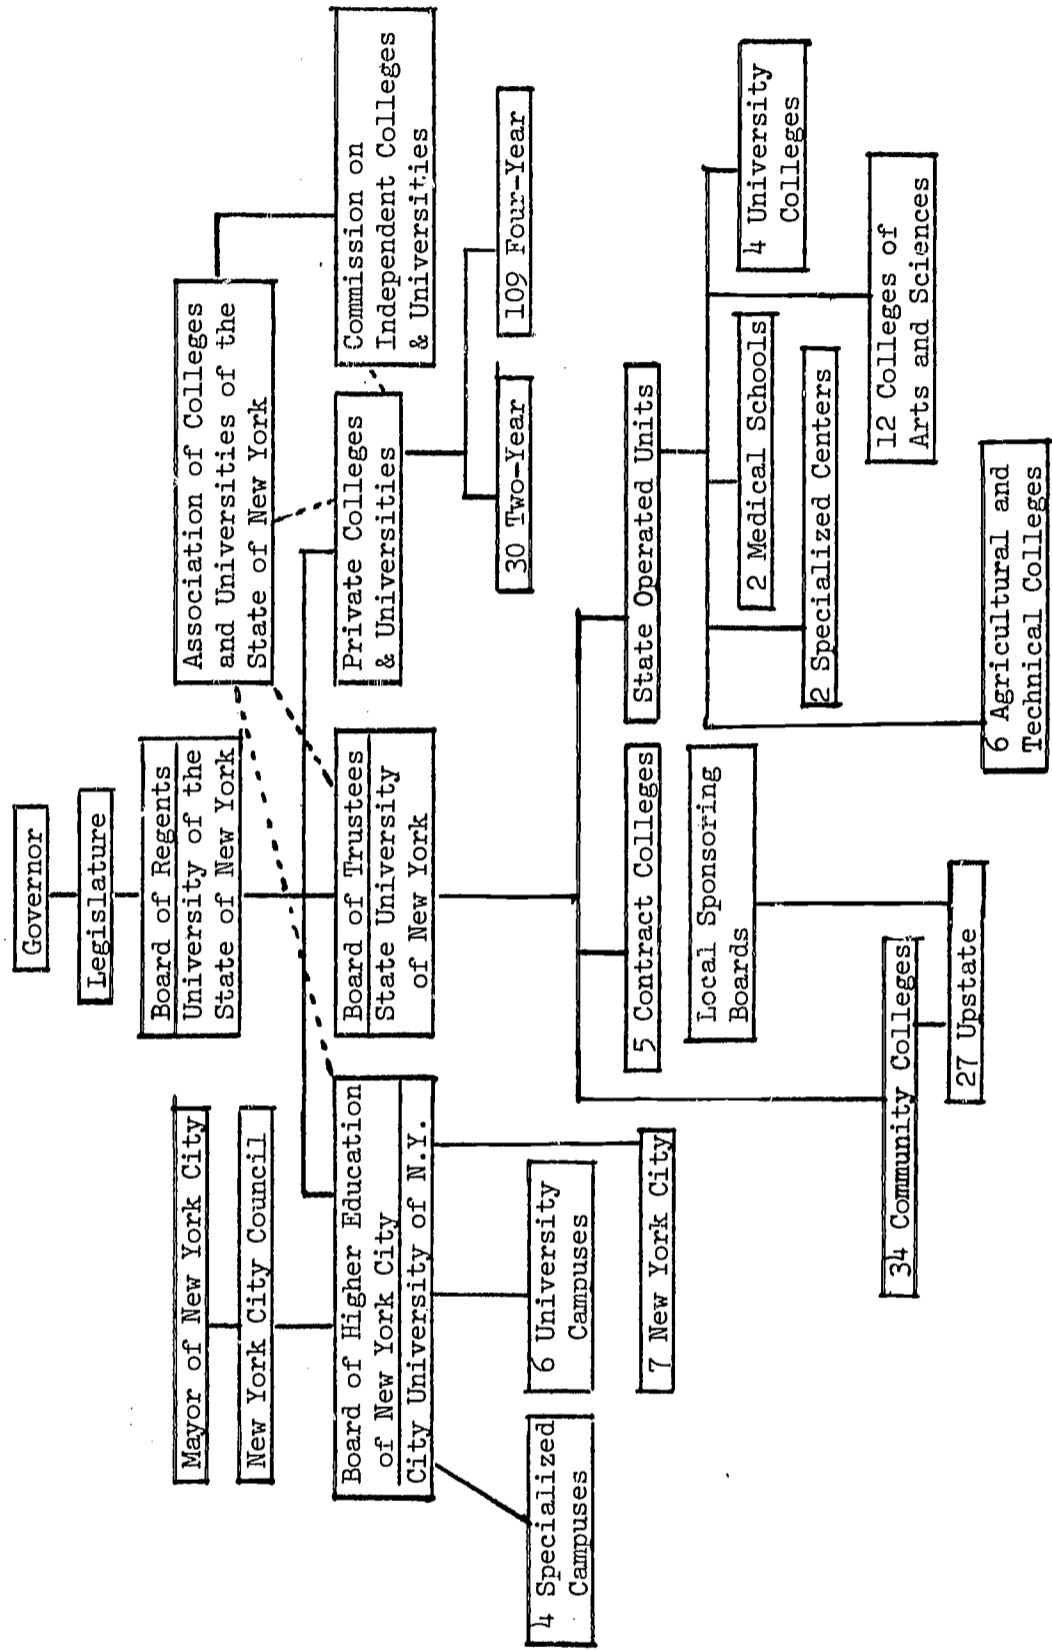 Governor
Legislature
Board of Regents
University of the
State of New York
Mayor of New York City
New York City Council
Association of Colleges
and Universities of the
State of New York
Board of Higher Education
of New York City
City University of N.Y.
Board of Trustees
State University
of New York
Private Colleges
& Universities
Commission on
Independent Colleges
& Universities
4 Specialized
Campuses
6 University
Campuses
7 New York City
30 Two-Year
109 Four-Year
5 Contract Colleges
State Operated Units
Local Sponsoring
Boards
34 Community Colleges
27 Upstate
2 Medical Schools
4 University
Colleges
2 Specialized Centers
12 Colleges of
Arts and Sciences
6 Agricultural and
Technical Colleges